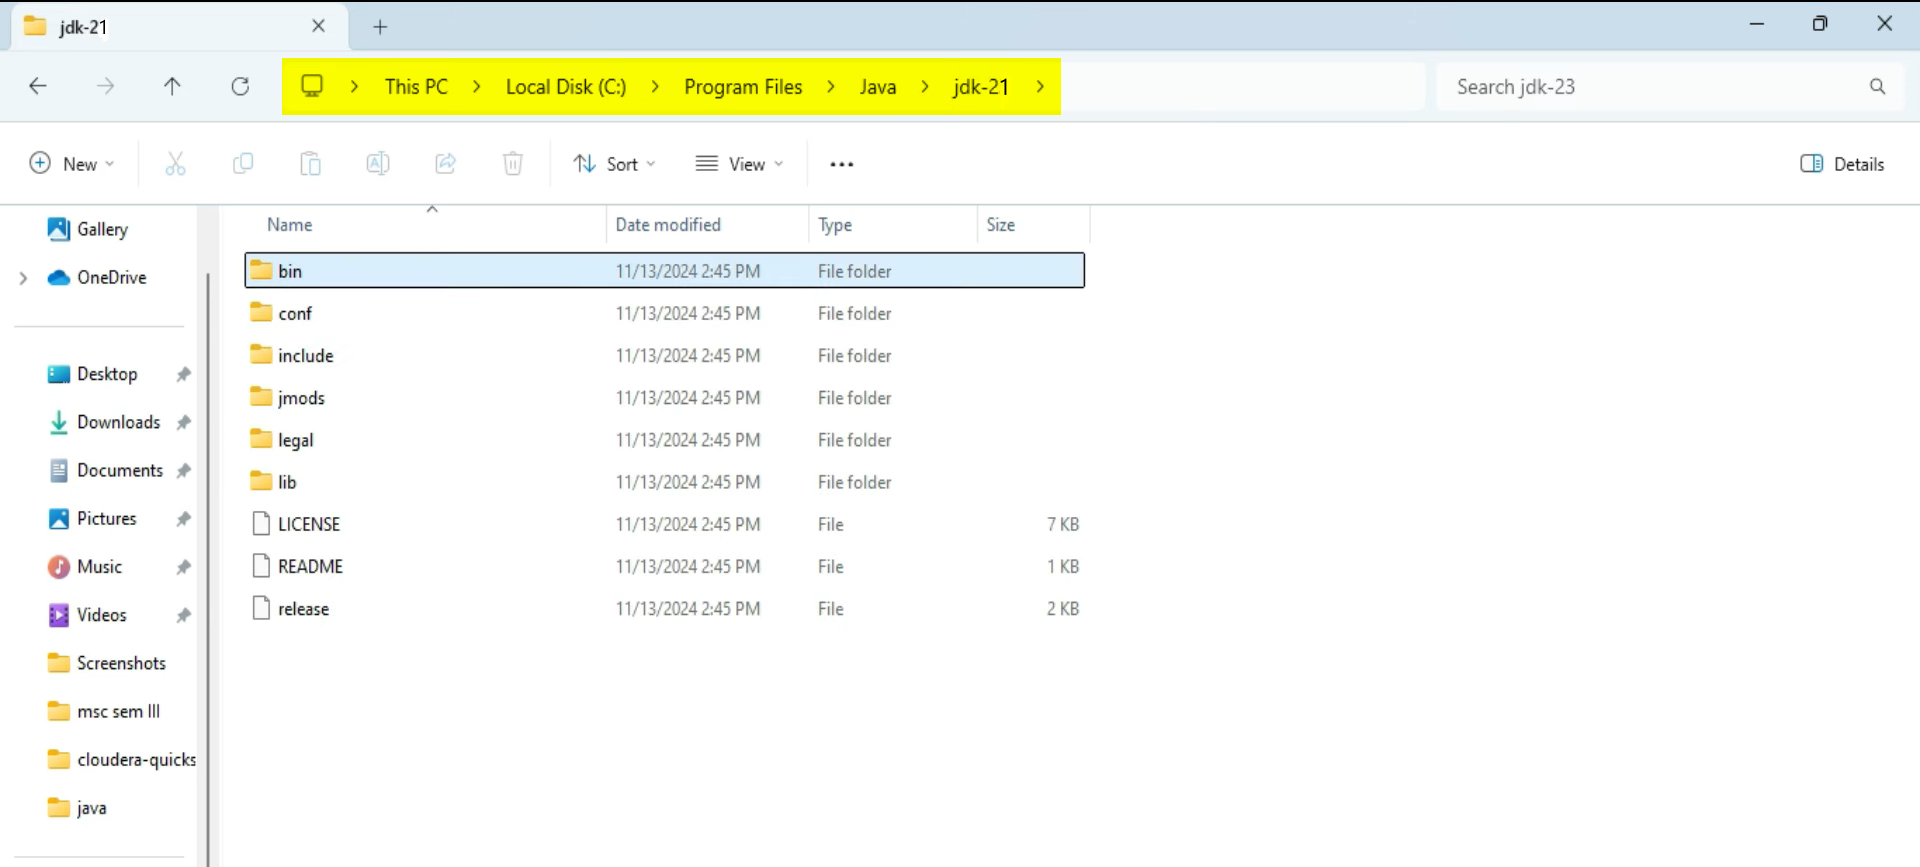 jdk-21
This PC > Local Disk (C:) > Program Files > Java > jdk-21 >
Search jdk-23
New
Sort
View
Details
Gallery
OneDrive
Desktop
Downloads
Documents
Pictures
Music
Videos
Screenshots
msc sem III
cloudera-quicks
java
Name Date modified Type Size
bin 11/13/2024 2:45 PM File folder
conf 11/13/2024 2:45 PM File folder
include 11/13/2024 2:45 PM File folder
jmods 11/13/2024 2:45 PM File folder
legal 11/13/2024 2:45 PM File folder
lib 11/13/2024 2:45 PM File folder
LICENSE 11/13/2024 2:45 PM File 7 KB
README 11/13/2024 2:45 PM File 1 KB
release 11/13/2024 2:45 PM File 2 KB